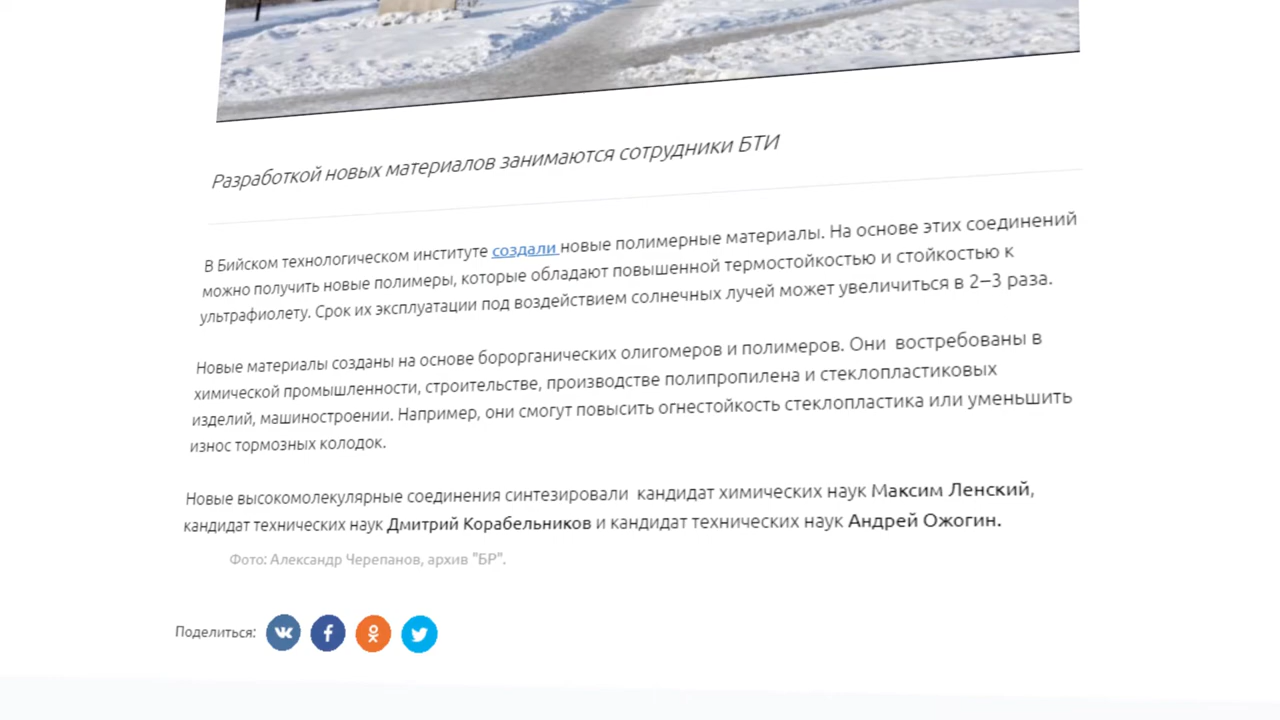 Разработкой новых материалов занимаются сотрудники БТИ
В Бийском технологическом институте создали новые полимерные материалы. На основе этих соединений
можно получить новые полимеры, которые обладают повышенной термостойкостью и стойкостью к
ультрафиолету. Срок их эксплуатации под воздействием солнечных лучей может увеличиться в 2–3 раза.
Новые материалы созданы на основе борорганических олигомеров и полимеров. Они востребованы в
химической промышленности, строительстве, производстве полипропилена и стеклопластиковых
изделий, машиностроении. Например, они смогут повысить огнестойкость стеклопластика или уменьшить
износ тормозных колодок.
Новые высокомолекулярные соединения синтезировали кандидат химических наук Максим Ленский,
кандидат технических наук Дмитрий Корабельников и кандидат технических наук Андрей Ожогин.
Фото: Александр Черепанов, архив "БР".
Поделиться: